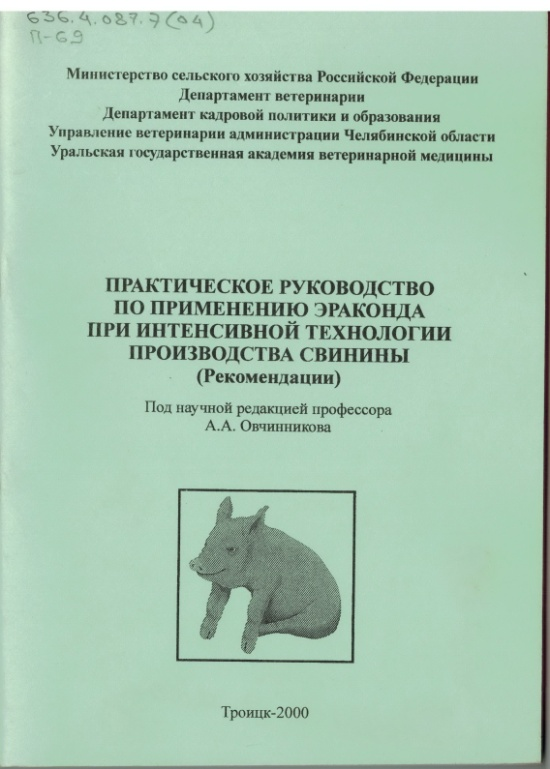 636.4.087.7(04)
П-69
Министерство сельского хозяйства Российской Федерации
Департамент ветеринарии
Департамент кадровой политики и образования
Управление ветеринарии администрации Челябинской области
Уральская государственная академия ветеринарной медицины
ПРАКТИЧЕСКОЕ РУКОВОДСТВО
ПО ПРИМЕНЕНИЮ ЭРАКОНДА
ПРИ ИНТЕНСИВНОЙ ТЕХНОЛОГИИ
ПРОИЗВОДСТВА СВИНИНЫ
(Рекомендации)
Под научной редакцией профессора
А.А. Овчинникова
Троицк-2000